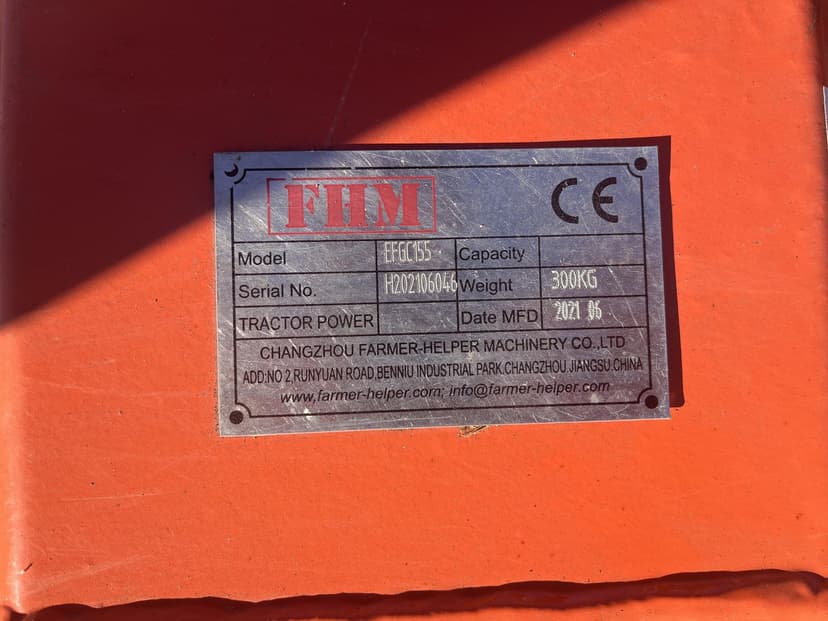 FHM CE
Model EFGC155 Capacity
Serial No. H202106046 Weight 300KG
TRACTOR POWER Date MFD 2021 06
CHANGZHOU FARMER-HELPER MACHINERY CO.,LTD
ADD:NO 2,RUNYUAN ROAD,BENNIU INDUSTRIAL PARK,CHANGZHOU.JIANGSU.CHINA
www,farmer-helper.com; info@farmer-helper.com